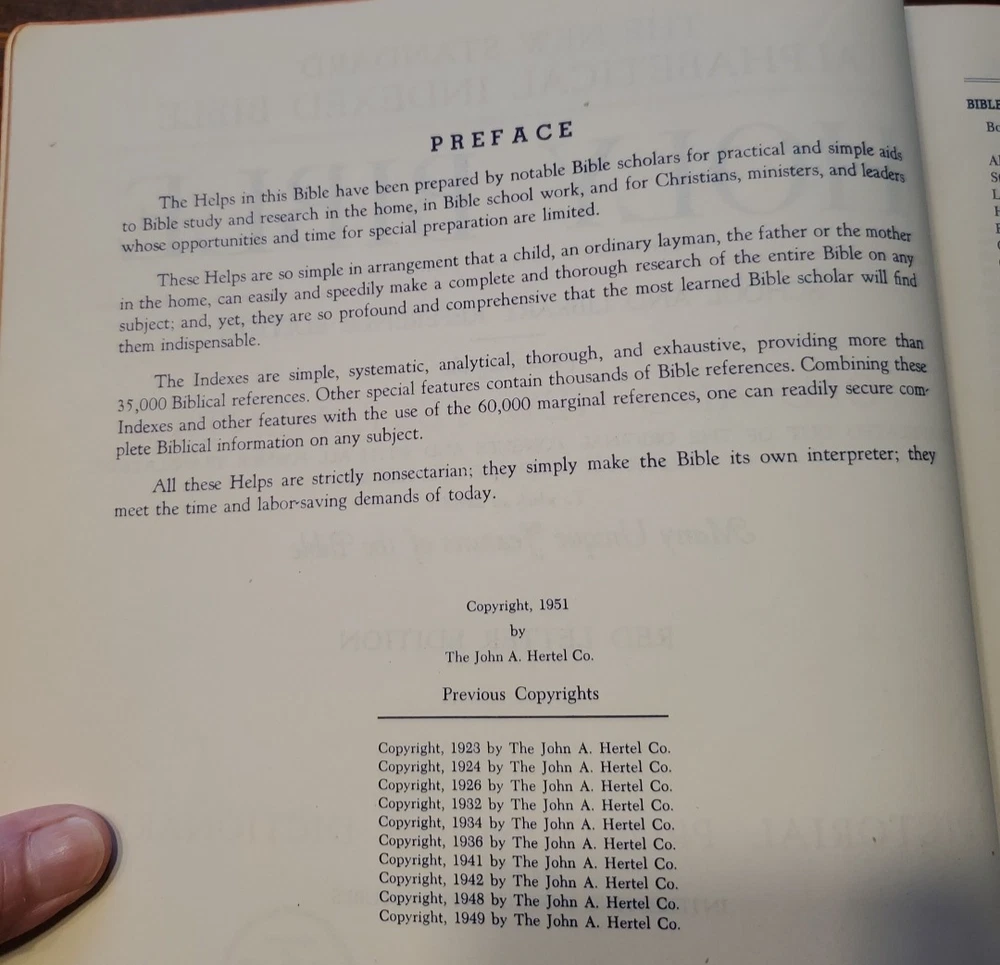 PREFACE
The Helps in this Bible have been prepared by notable Bible scholars for practical and simple aids
to Bible study and research in the home, in Bible school work, and for Christians, ministers, and leaders
whose opportunities and time for special preparation are limited.
These Helps are so simple in arrangement that a child, an ordinary layman, the father or the mother
in the home, can easily and speedily make a complete and thorough research of the entire Bible on any
subject; and, yet, they are so profound and comprehensive that the most learned Bible scholar will find
them indispensable.
The Indexes are simple, systematic, analytical, thorough, and exhaustive, providing more than
35,000 Biblical references. Other special features contain thousands of Bible references. Combining these
Indexes and other features with the use of the 60,000 marginal references, one can readily secure com-
plete Biblical information on any subject.
All these Helps are strictly nonsectarian; they simply make the Bible its own interpreter; they
meet the time and labor-saving demands of today.
Copyright, 1951
by
The John A. Hertel Co.
Previous Copyrights
Copyright, 1923 by The John A. Hertel Co.
Copyright, 1924 by The John A. Hertel Co.
Copyright, 1926 by The John A. Hertel Co.
Copyright, 1932 by The John A. Hertel Co.
Copyright, 1934 by The John A. Hertel Co.
Copyright, 1936 by The John A. Hertel Co.
Copyright, 1941 by The John A. Hertel Co.
Copyright, 1942 by The John A. Hertel Co.
Copyright, 1948 by The John A. Hertel Co.
Copyright, 1949 by The John A. Hertel Co.
BIBLE